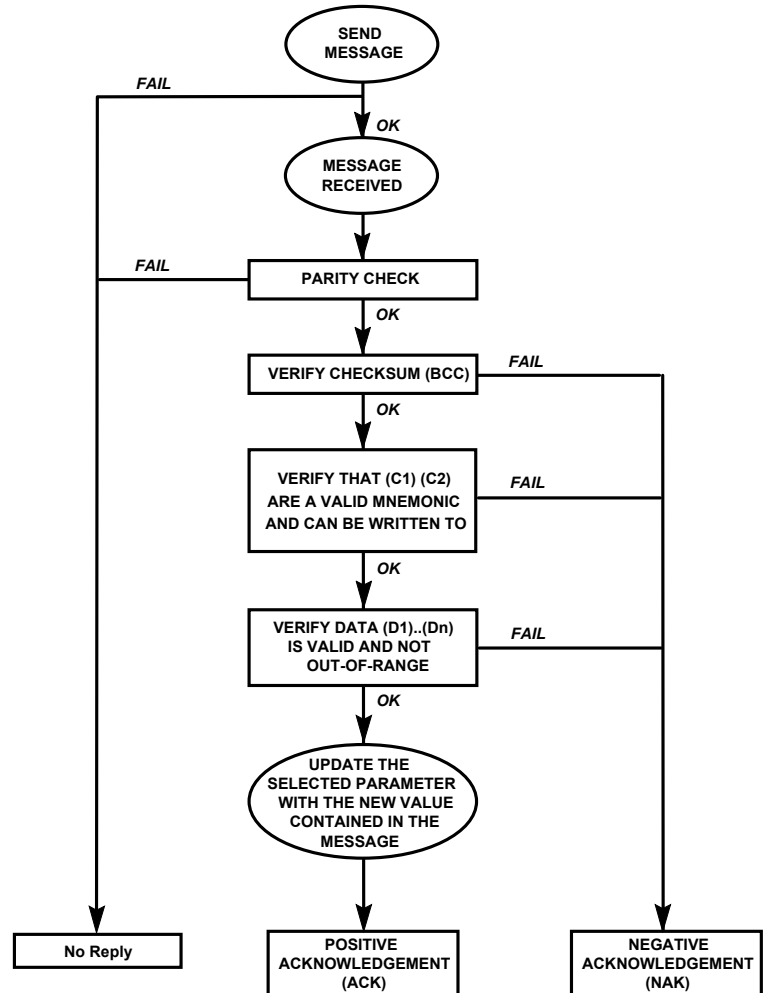 SEND
MESSAGE
FAIL
OK
MESSAGE
RECEIVED
FAIL
PARITY CHECK
OK
VERIFY CHECKSUM (BCC)
FAIL
OK
VERIFY THAT (C1) (C2)
ARE A VALID MNEMONIC
AND CAN BE WRITTEN TO
FAIL
OK
VERIFY DATA (D1)..(Dn)
IS VALID AND NOT
OUT-OF-RANGE
FAIL
OK
UPDATE THE
SELECTED PARAMETER
WITH THE NEW VALUE
CONTAINED IN THE
MESSAGE
No Reply
POSITIVE
ACKNOWLEDGEMENT
(ACK)
NEGATIVE
ACKNOWLEDGEMENT
(NAK)